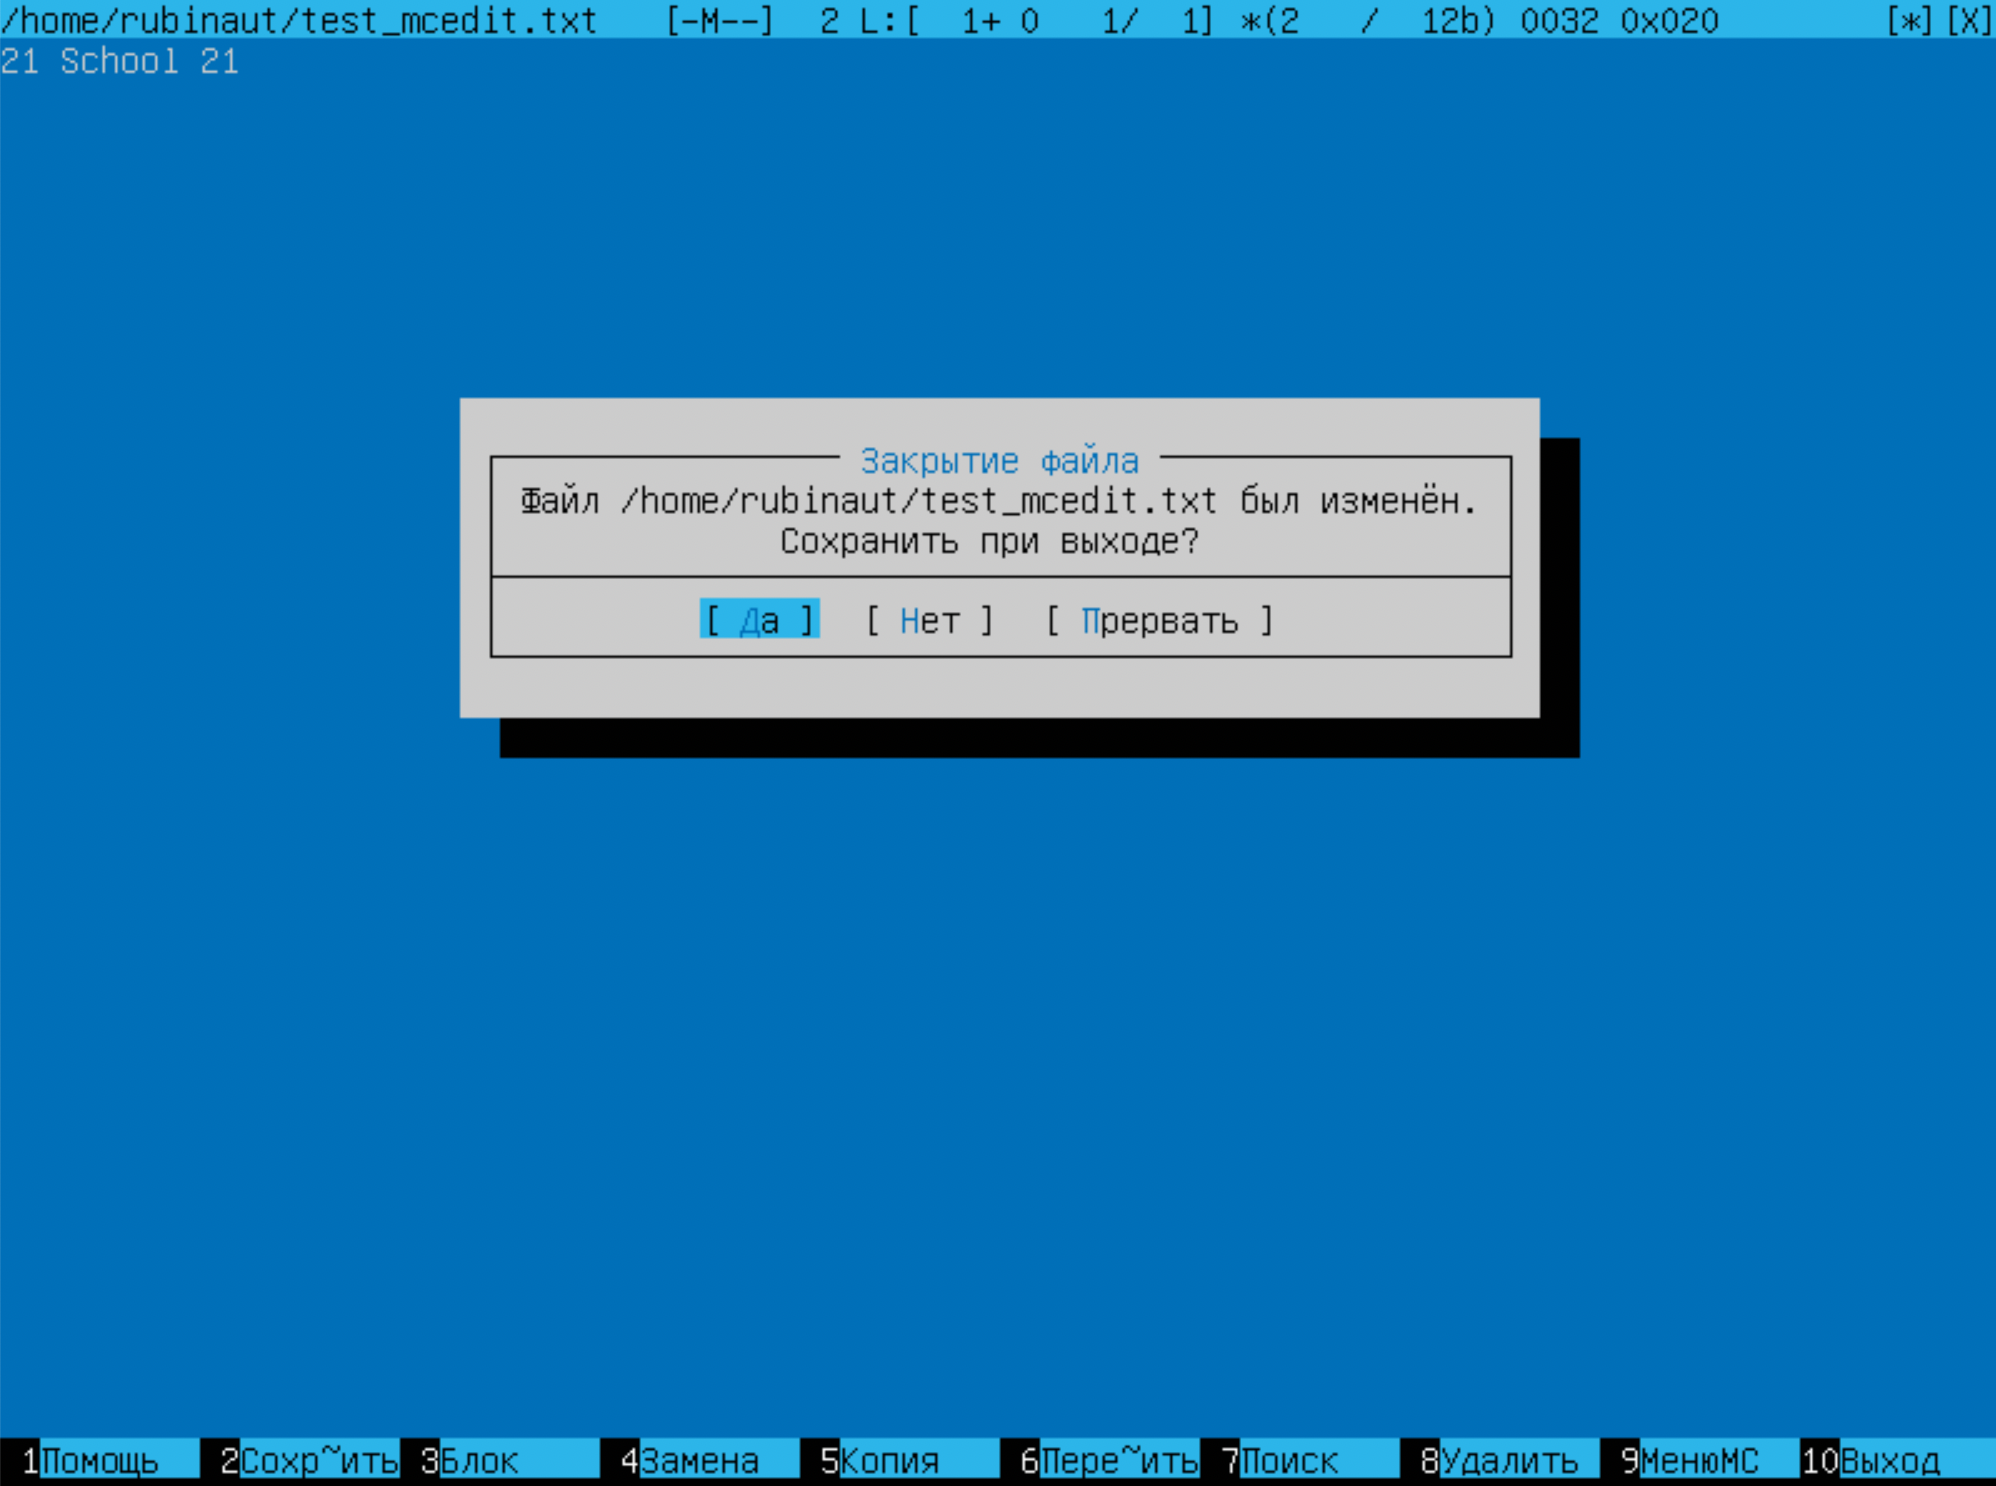 /home/rubinaut/test_mcedit.txt [-M--] 2 L:[ 1+ 0 1/ 1] *(2 / 12b) 0032 0x020 [*][X]
21 School 21
Закрытие файла
Файл /home/rubinaut/test_mcedit.txt был изменён.
Сохранить при выходе?
[ Да ] [ Нет ] [ Прервать ]
1Помощь 2Сохр~ить 3Блок 4Замена 5Копия 6Пере~ить 7Поиск 8Удалить 9МенюMC 10Выход